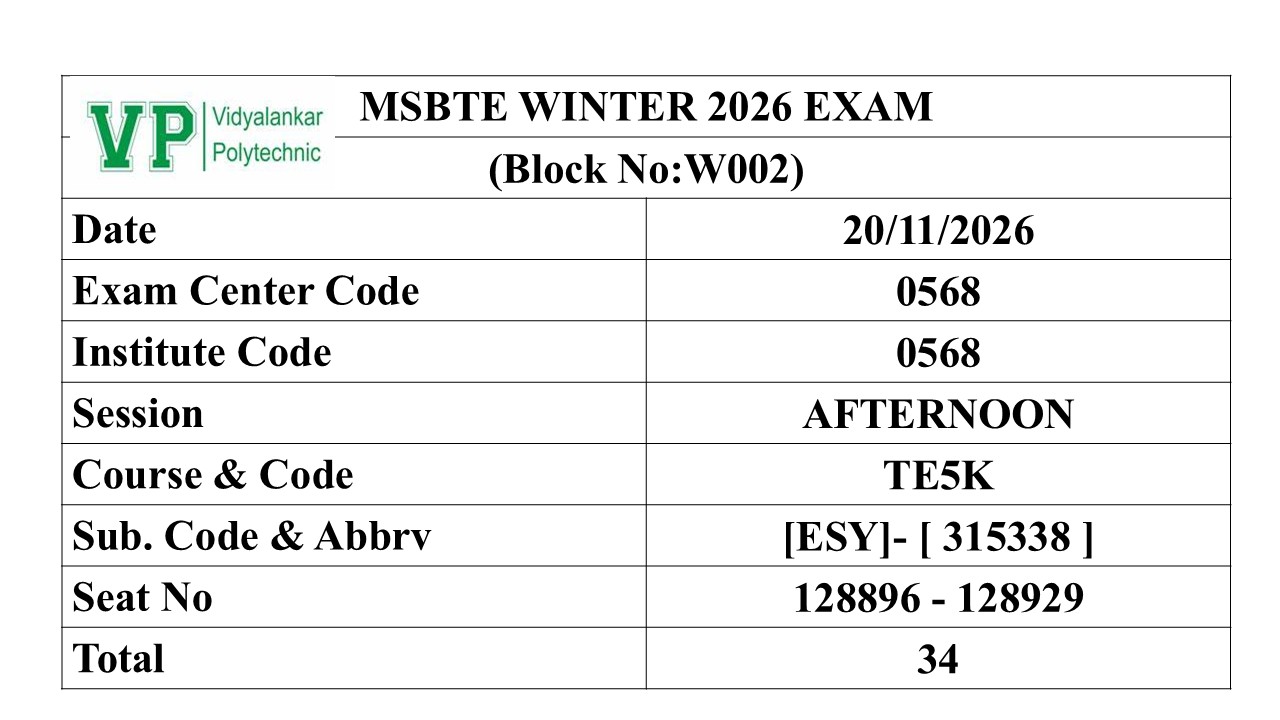 VP Vidyalankar
Polytechnic
MSBTE WINTER 2026 EXAM
(Block No:W002)
Date 20/11/2026
Exam Center Code 0568
Institute Code 0568
Session AFTERNOON
Course & Code TE5K
Sub. Code & Abbrv [ESY]- [ 315338 ]
Seat No 128896 - 128929
Total 34